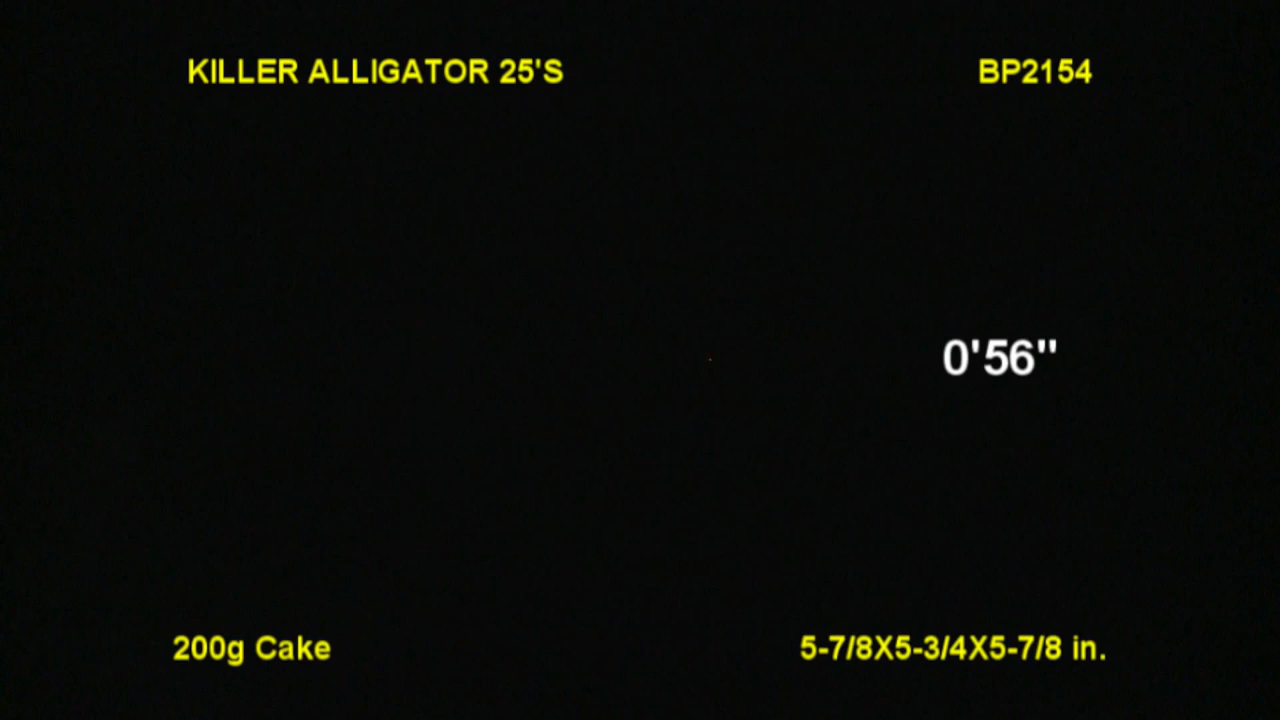 KILLER ALLIGATOR 25'S
BP2154
0'56"
200g Cake
5-7/8X5-3/4X5-7/8 in.